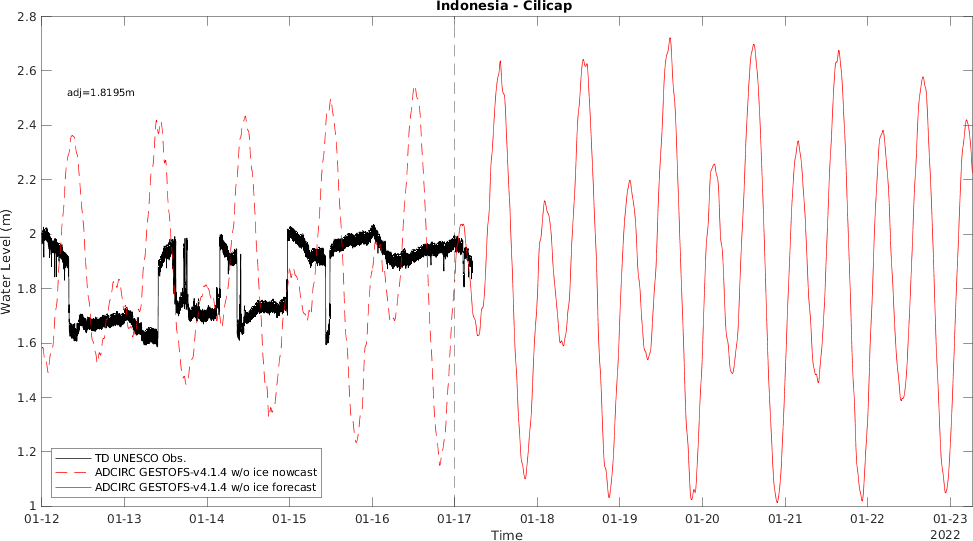 Indonesia - Cilicap
2.8
2.6
2.4
2.2
2
1.8
1.6
1.4
1.2
1
Water Level (m)
adj=1.8195m
TD UNESCO Obs.
ADCIRC GESTOFS-v4.1.4 w/o ice nowcast
ADCIRC GESTOFS-v4.1.4 w/o ice forecast
01-12 01-13 01-14 01-15 01-16 01-17 01-18 01-19 01-20 01-21 01-22 01-23
2022
Time